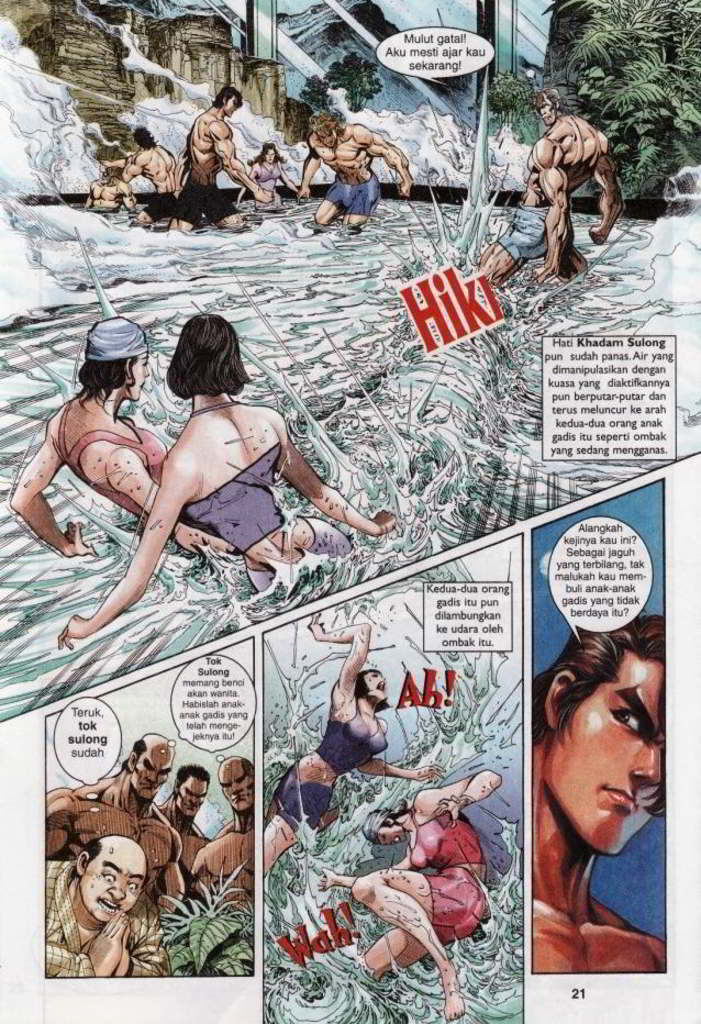 Mulut gatal!
Aku mesti ajar kau
sekarang!
Hik!
Hati Khadam Sulong
pun sudah panas. Air yang
dimanipulasikan dengan
kuasa yang diaktifkannya
pun berputar-putar dan
terus meluncur ke arah
kedua-dua orang anak
gadis itu seperti ombak
yang sedang mengganas.
Teruk,
tok
sulong
sudah
Tok
Sulong
memang benci
akan wanita.
Habislah anak-
anak gadis yang
telah menge-
jeknya itu!
Kedua-dua orang
gadis itu pun
dilambungkan
ke udara oleh
ombak itu.
Ah!
Wah!
Alangkah
kejinya kau ini?
Sebagai jaguh
yang terbilang, tak
malukah kau mem-
buli anak-anak
gadis yang tidak
berdaya itu?
21